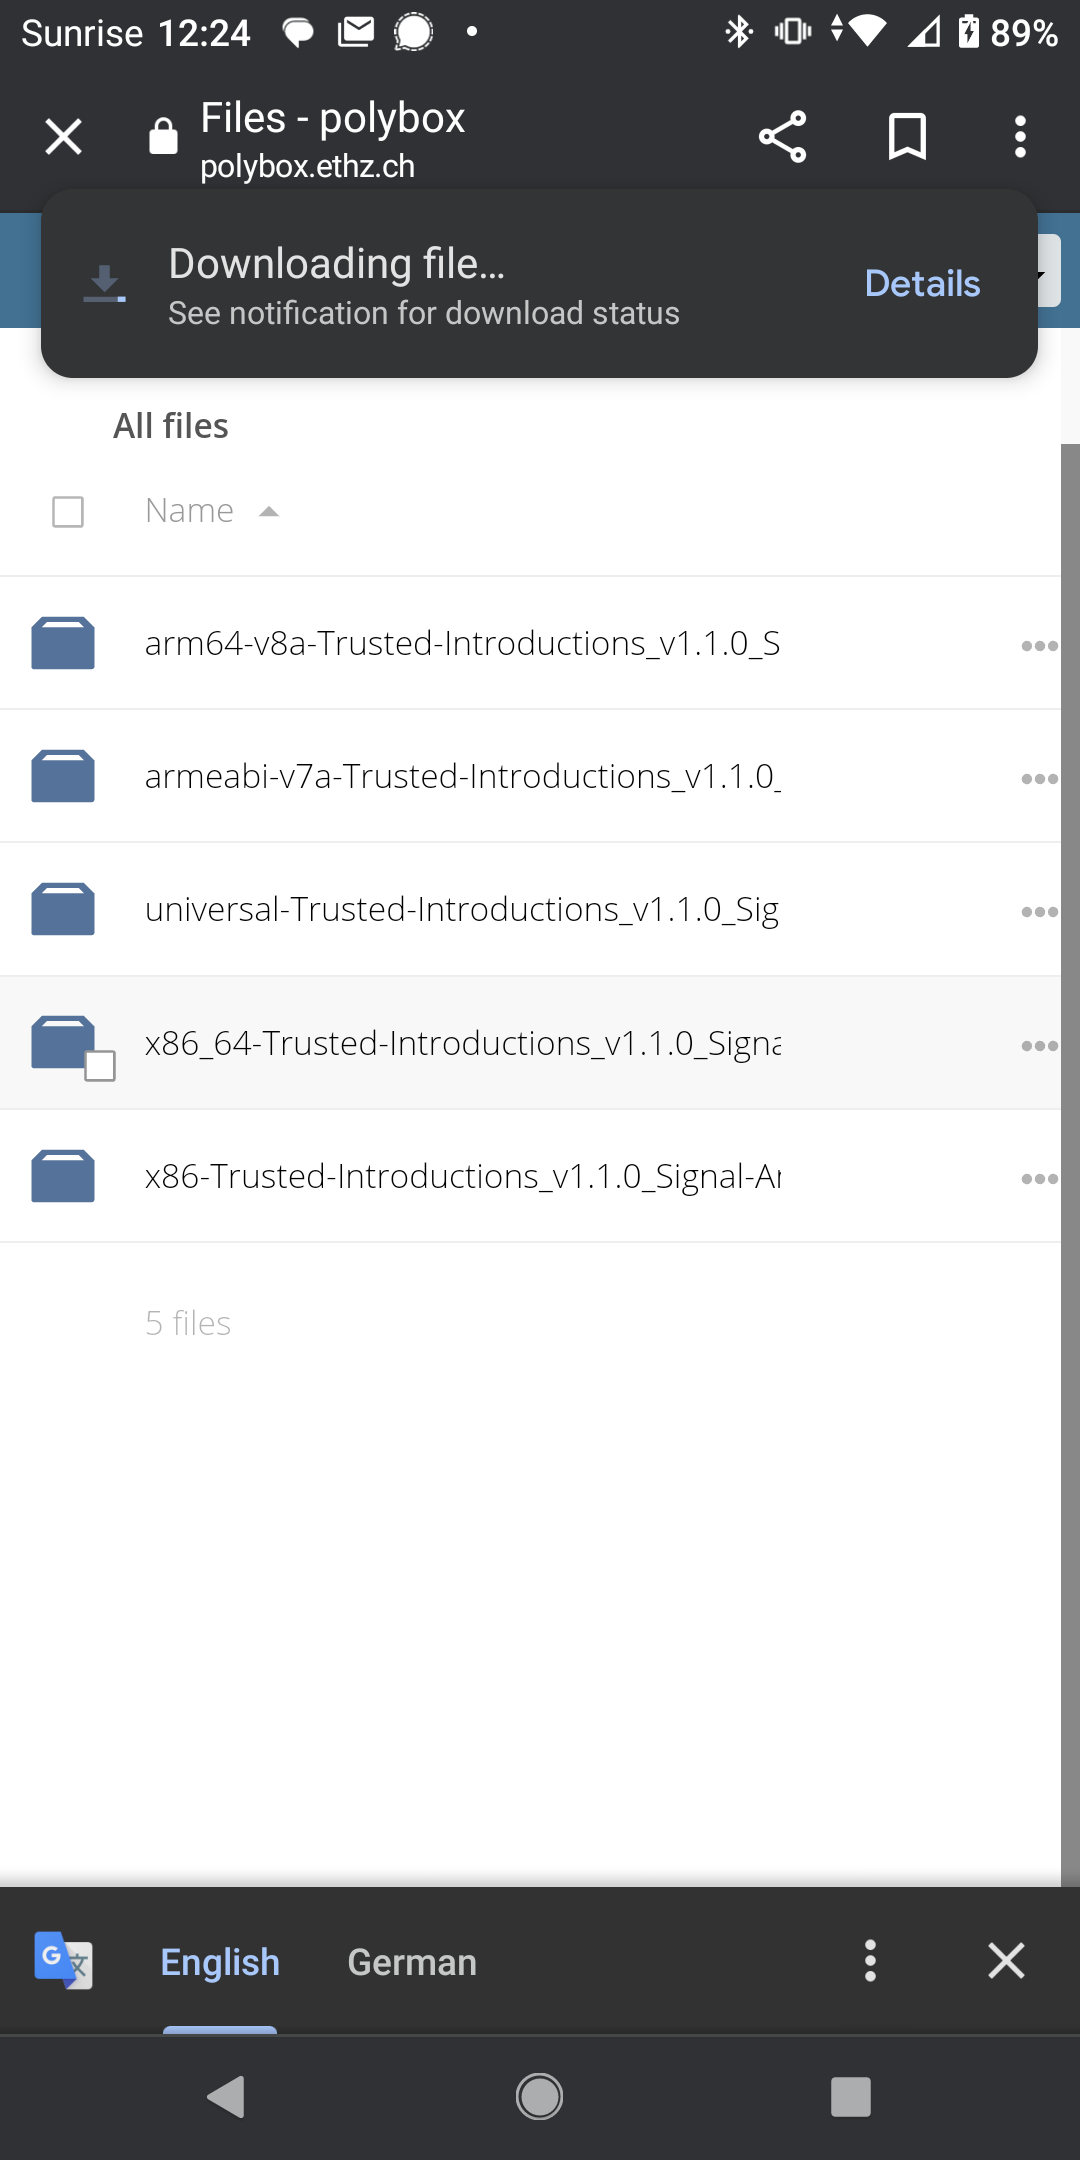 Sunrise 12:24 89%
Files - polybox
polybox.ethz.ch
Downloading file...
See notification for download status
Details
All files
Name
arm64-v8a-Trusted-Introductions_v1.1.0_S
armeabi-v7a-Trusted-Introductions_v1.1.0_
universal-Trusted-Introductions_v1.1.0_Sig
x86_64-Trusted-Introductions_v1.1.0_Signa
x86-Trusted-Introductions_v1.1.0_Signal-Ar
5 files
G 文 English German